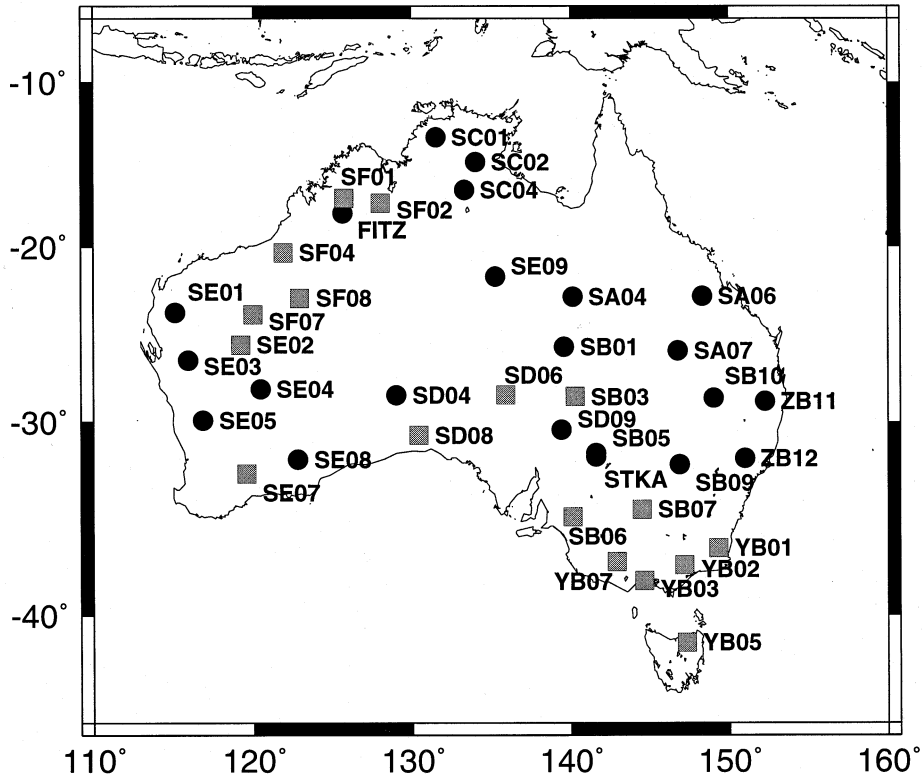 -10°
SC01
SC02
SF01
SC04
SF02
FITZ
-20°
SF04
SE09
SE01
SF08
SA04
SA06
SF07
SE02
SB01
SA07
SE03
SD06
SB10
SE04
SD04
SB03
ZB11
-30°
SE05
SD09
SD08
SB05
SE08
ZB12
STKA
SB09
SE07
SB07
SB06
YB01
YB02
YB07
YB03
-40°
YB05
110°
120°
130°
140°
150°
160°